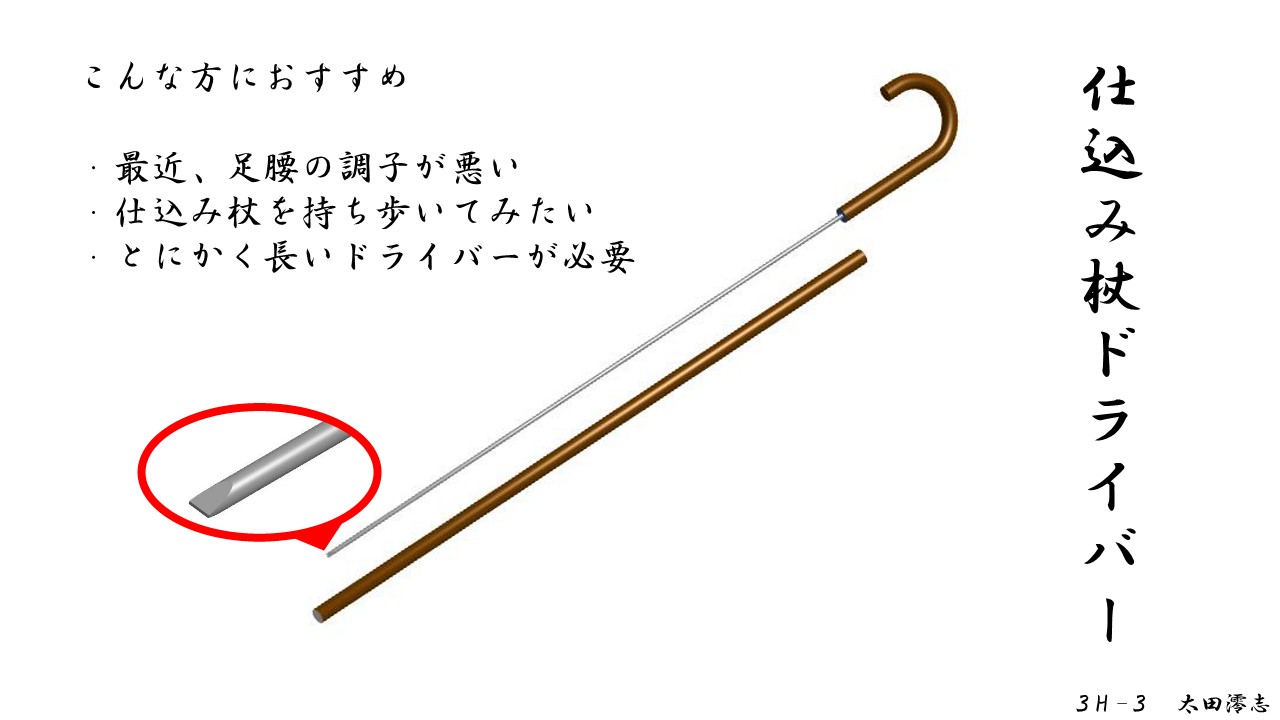 仕込み杖ドライバー
こんな方におすすめ
・最近、足腰の調子が悪い
・仕込み杖を持ち歩いてみたい
・とにかく長いドライバーが必要
3H-3 太田澪志